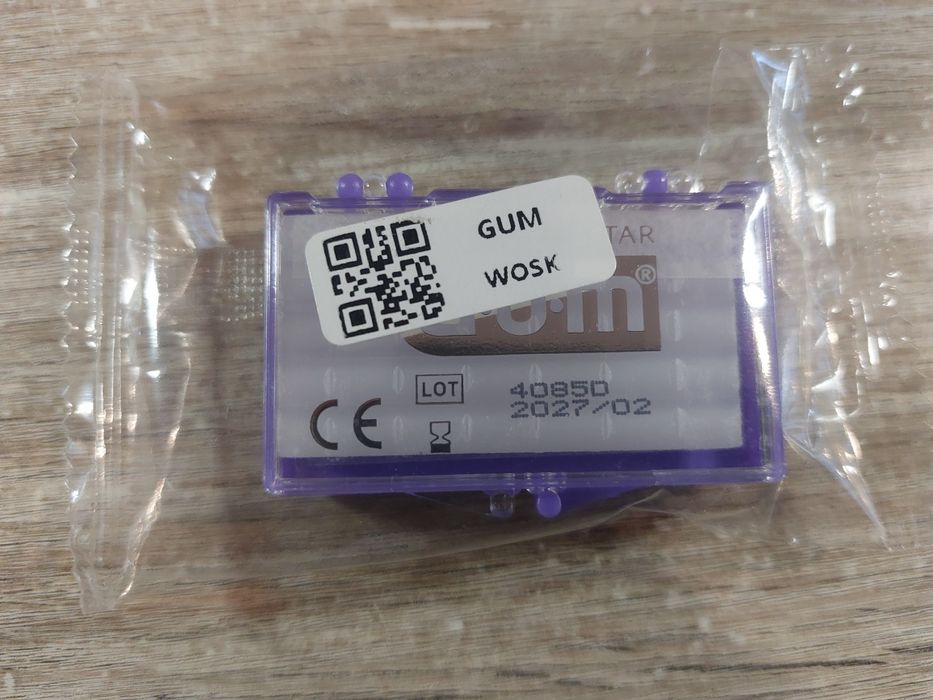 GUM
WOSK
TAR
G·U·M®
CE
LOT
4085D
2027/02